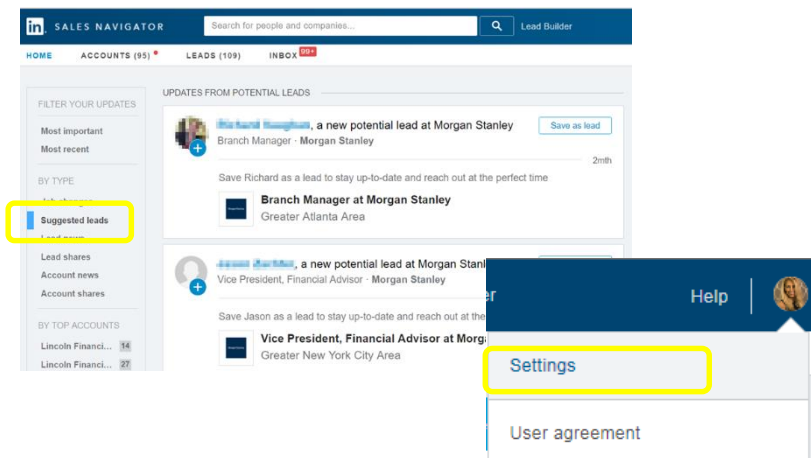 in. SALES NAVIGATOR
Search for people and companies...
Lead Builder
HOME ACCOUNTS (95) LEADS (109) INBOX 99+
FILTER YOUR UPDATES
Most important
Most recent
BY TYPE
Job changes
Suggested leads
Lead news
Lead shares
Account news
Account shares
BY TOP ACCOUNTS
Lincoln Financi... 14
Lincoln Financi... 27
UPDATES FROM POTENTIAL LEADS
, a new potential lead at Morgan Stanley
Save as lead
Branch Manager · Morgan Stanley
2mth
Save Richard as a lead to stay up-to-date and reach out at the perfect time
Branch Manager at Morgan Stanley
Greater Atlanta Area
, a new potential lead at Morgan Stanl
Vice President, Financial Advisor · Morgan Stanley
Save Jason as a lead to stay up-to-date and reach out at the
Vice President, Financial Advisor at Morg
Greater New York City Area
er
Help
Settings
User agreement